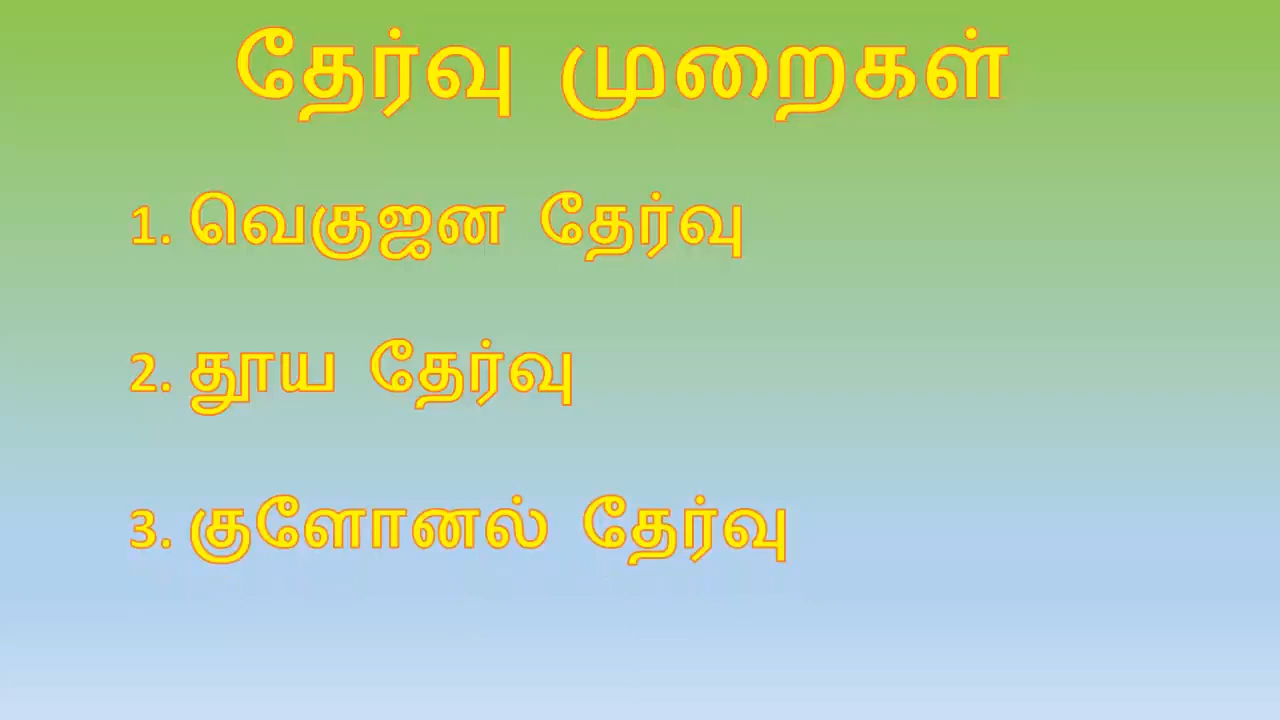 தேர்வு முறைகள்
1. வெகுஜன தேர்வு
2. தூய தேர்வு
3. குளோனல் தேர்வு